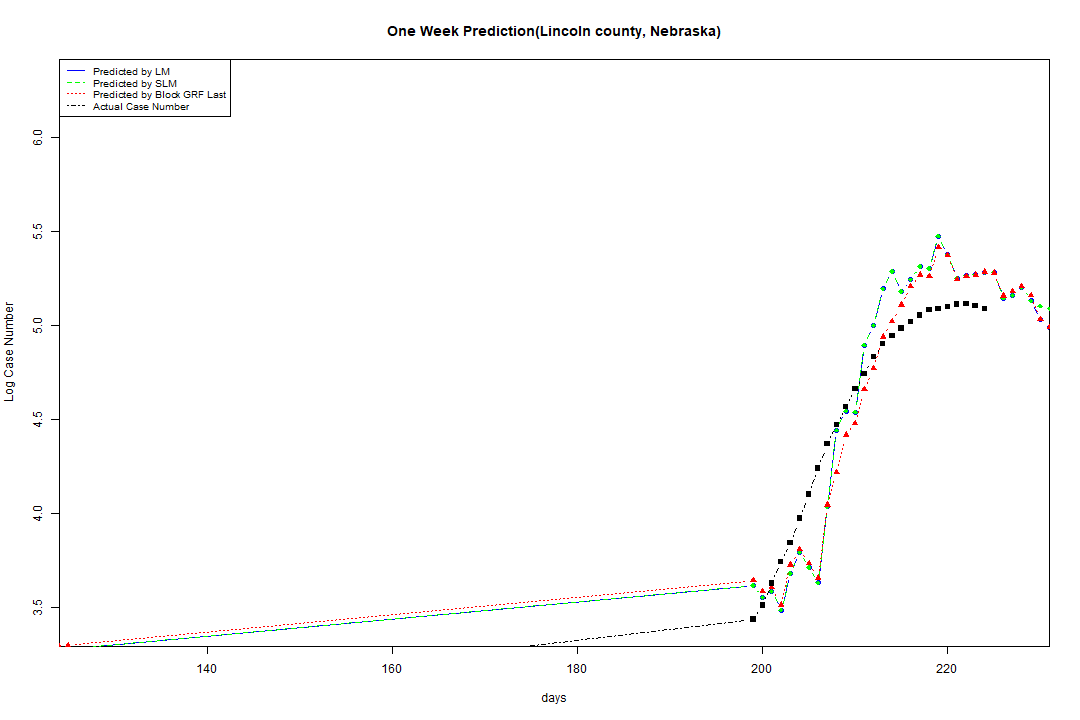 One Week Prediction(Lincoln county, Nebraska)
Predicted by LM
Predicted by SLM
Predicted by Block GRF Last
Actual Case Number
6.0
5.5
5.0
4.5
4.0
3.5
Log Case Number
140
160
180
200
220
days